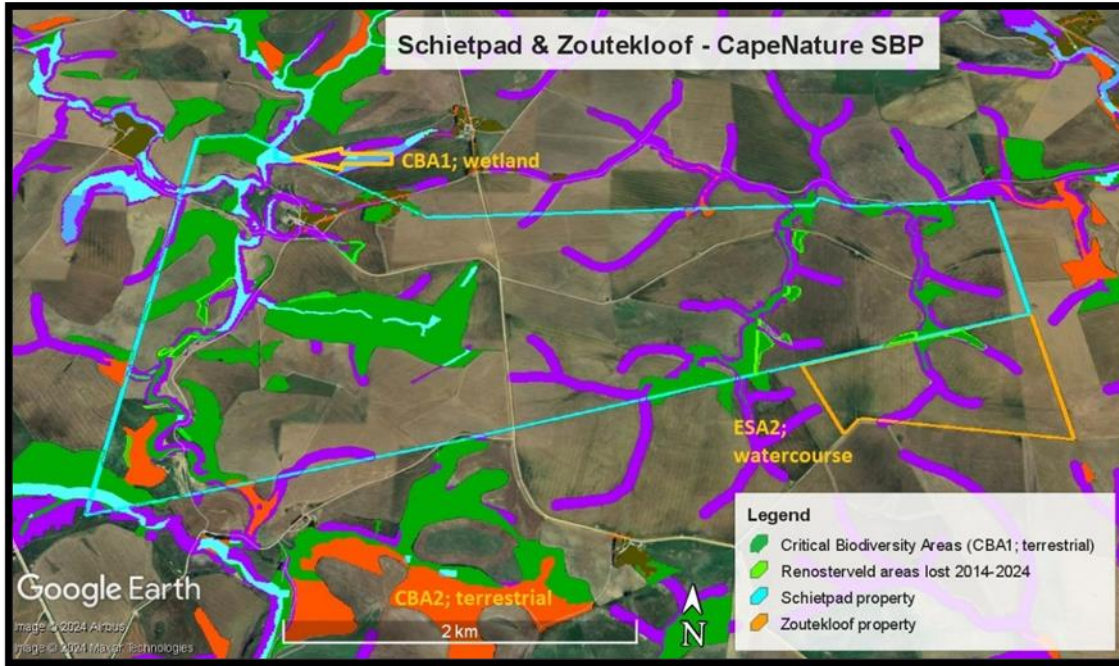 Schietpad & Zoutekloof - CapeNature SBP
CBA1; wetland
ESA2;
watercourse
CBA2; terrestrial
Legend
Critical Biodiversity Areas (CBA1; terrestrial)
Renosterveld areas lost 2014-2024
Schietpad property
Zoutekloof property
Google Earth
Image © 2024 Airbus
Image © 2024 Maxar Technologies
2 km
N